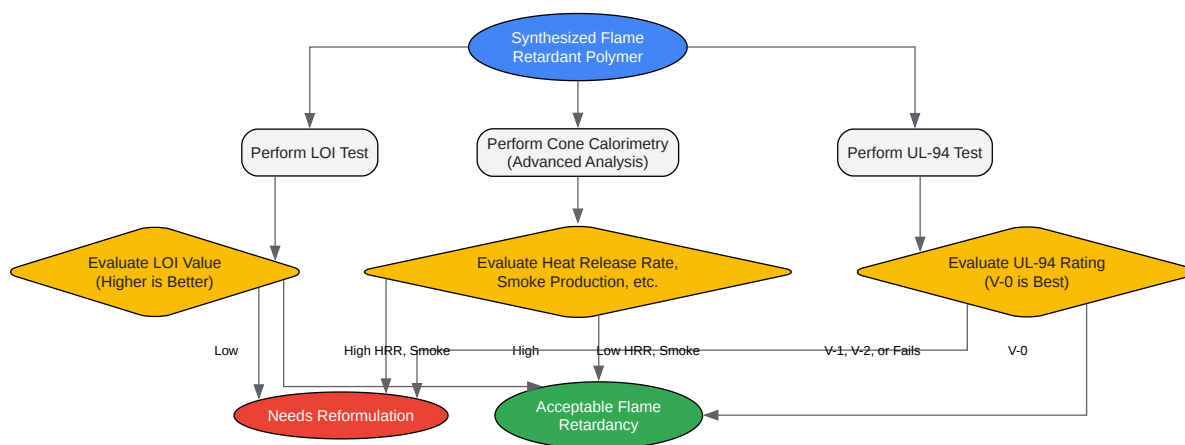 Synthesized Flame
Retardant Polymer
Perform LOI Test
Perform Cone Calorimetry
(Advanced Analysis)
Perform UL-94 Test
Evaluate LOI Value
(Higher is Better)
Evaluate Heat Release Rate,
Smoke Production, etc.
Evaluate UL-94 Rating
(V-0 is Best)
Low
High HRR, Smoke
High
Low HRR, Smoke
V-1, V-2, or Fails
V-0
Needs Reformulation
Acceptable Flame
Retardancy